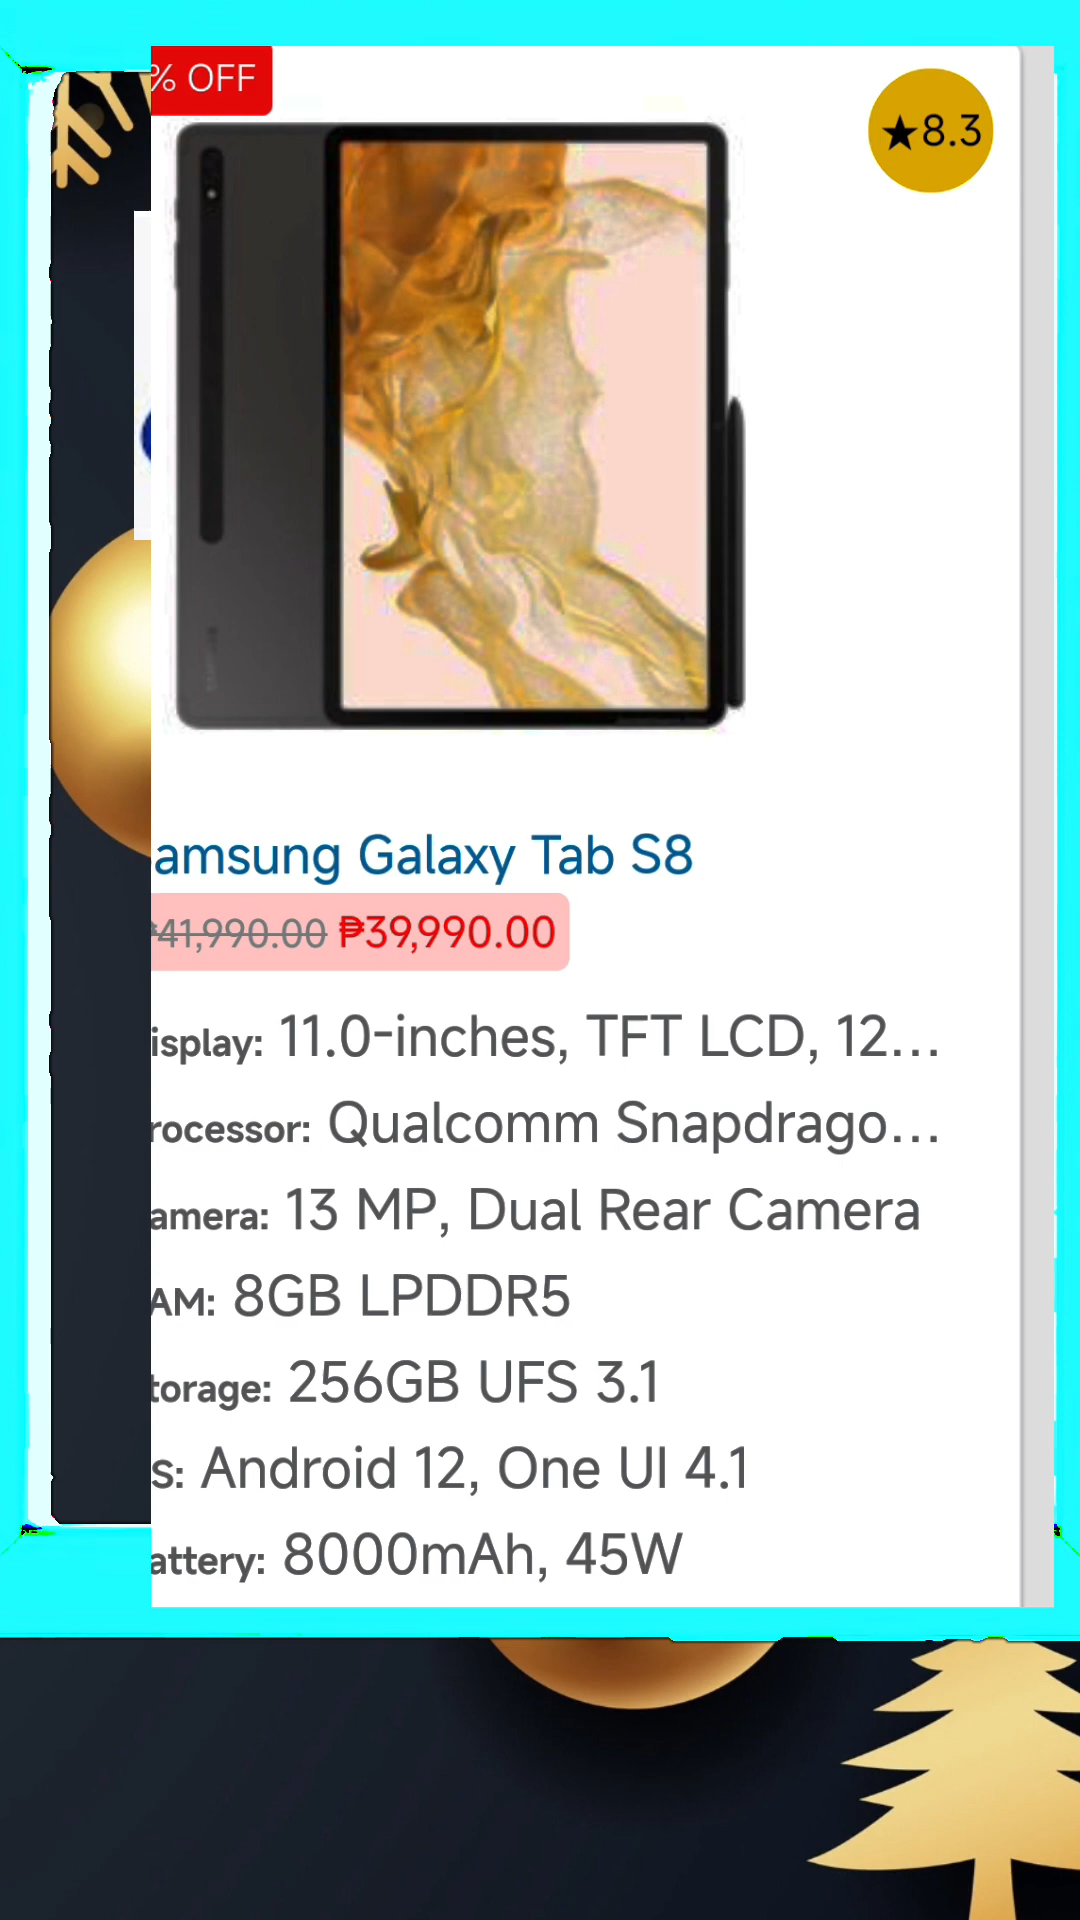 % OFF
★8.3
amsung Galaxy Tab S8
₱41,990.00 ₱39,990.00
isplay: 11.0-inches, TFT LCD, 12...
rocessor: Qualcomm Snapdrago...
amera: 13 MP, Dual Rear Camera
AM: 8GB LPDDR5
torage: 256GB UFS 3.1
s: Android 12, One UI 4.1
attery: 8000mAh, 45W